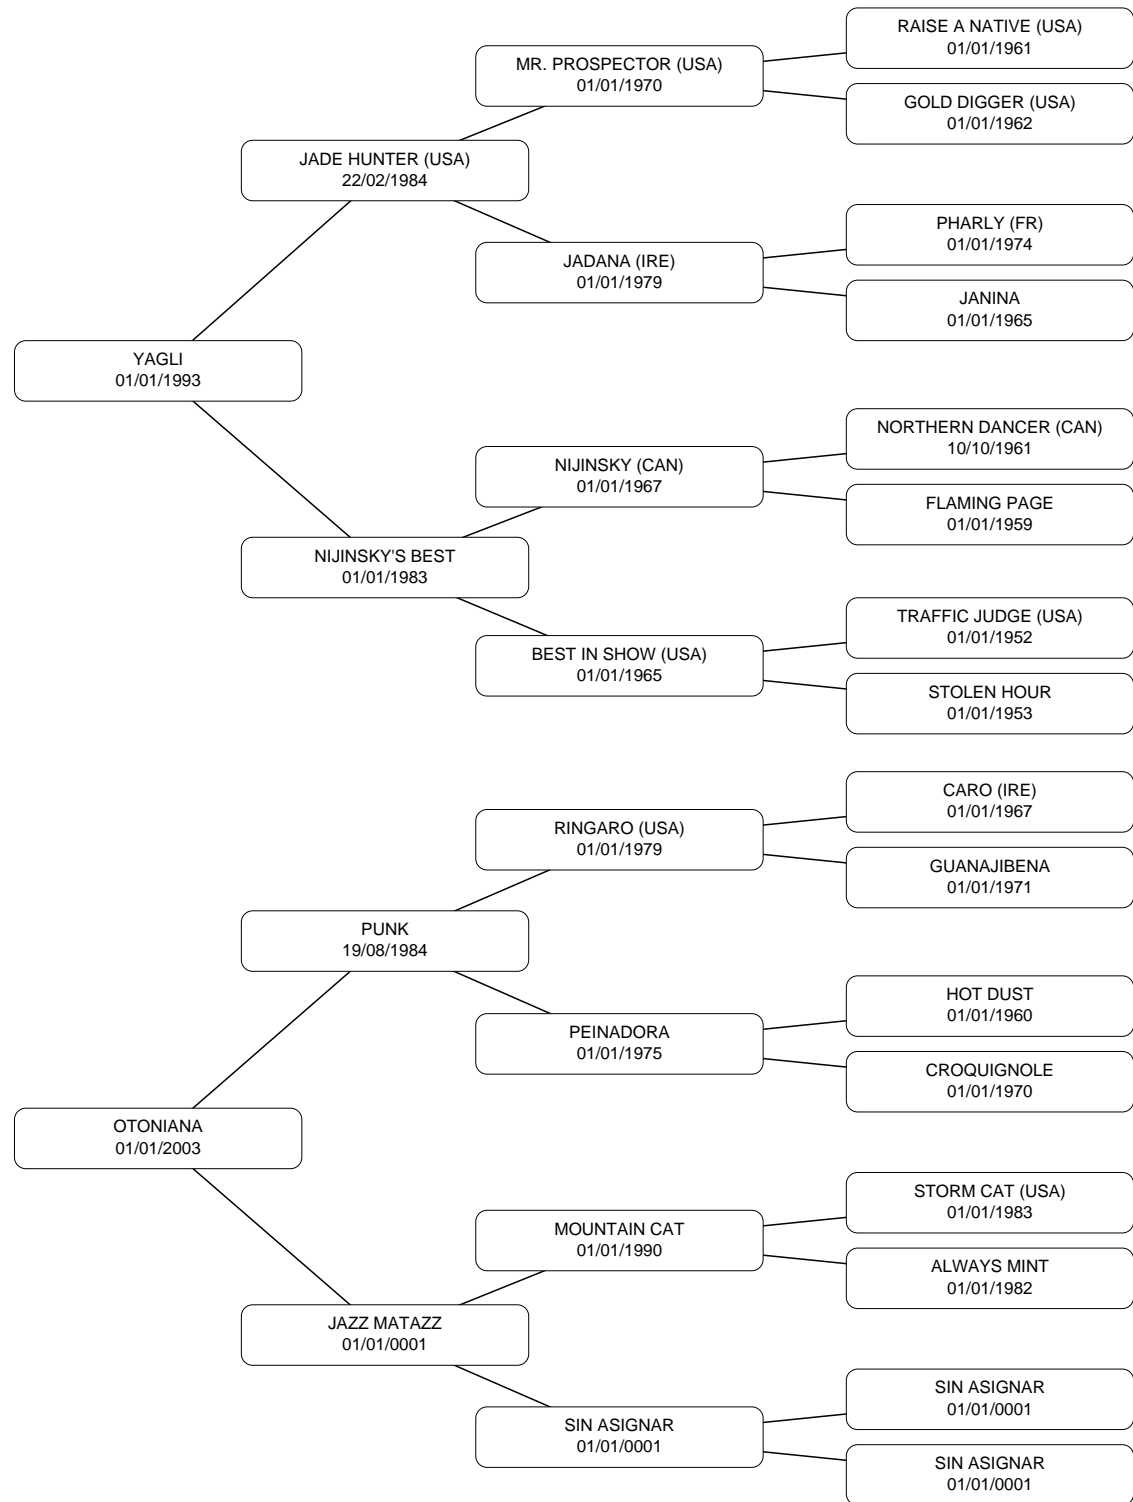 RAISE A NATIVE (USA)
01/01/1961
MR. PROSPECTOR (USA)
01/01/1970
GOLD DIGGER (USA)
01/01/1962
JADE HUNTER (USA)
22/02/1984
PHARLY (FR)
01/01/1974
JADANA (IRE)
01/01/1979
JANINA
01/01/1965
YAGLI
01/01/1993
NORTHERN DANCER (CAN)
10/10/1961
NIJINSKY (CAN)
01/01/1967
FLAMING PAGE
01/01/1959
NIJINSKY'S BEST
01/01/1983
TRAFFIC JUDGE (USA)
01/01/1952
BEST IN SHOW (USA)
01/01/1965
STOLEN HOUR
01/01/1953
CARO (IRE)
01/01/1967
RINGARO (USA)
01/01/1979
GUANAJIBENA
01/01/1971
PUNK
19/08/1984
HOT DUST
01/01/1960
PEINADORA
01/01/1975
CROQUIGNOLE
01/01/1970
OTONIANA
01/01/2003
STORM CAT (USA)
01/01/1983
MOUNTAIN CAT
01/01/1990
ALWAYS MINT
01/01/1982
JAZZ MATAZZ
01/01/0001
SIN ASIGNAR
01/01/0001
SIN ASIGNAR
01/01/0001
SIN ASIGNAR
01/01/0001